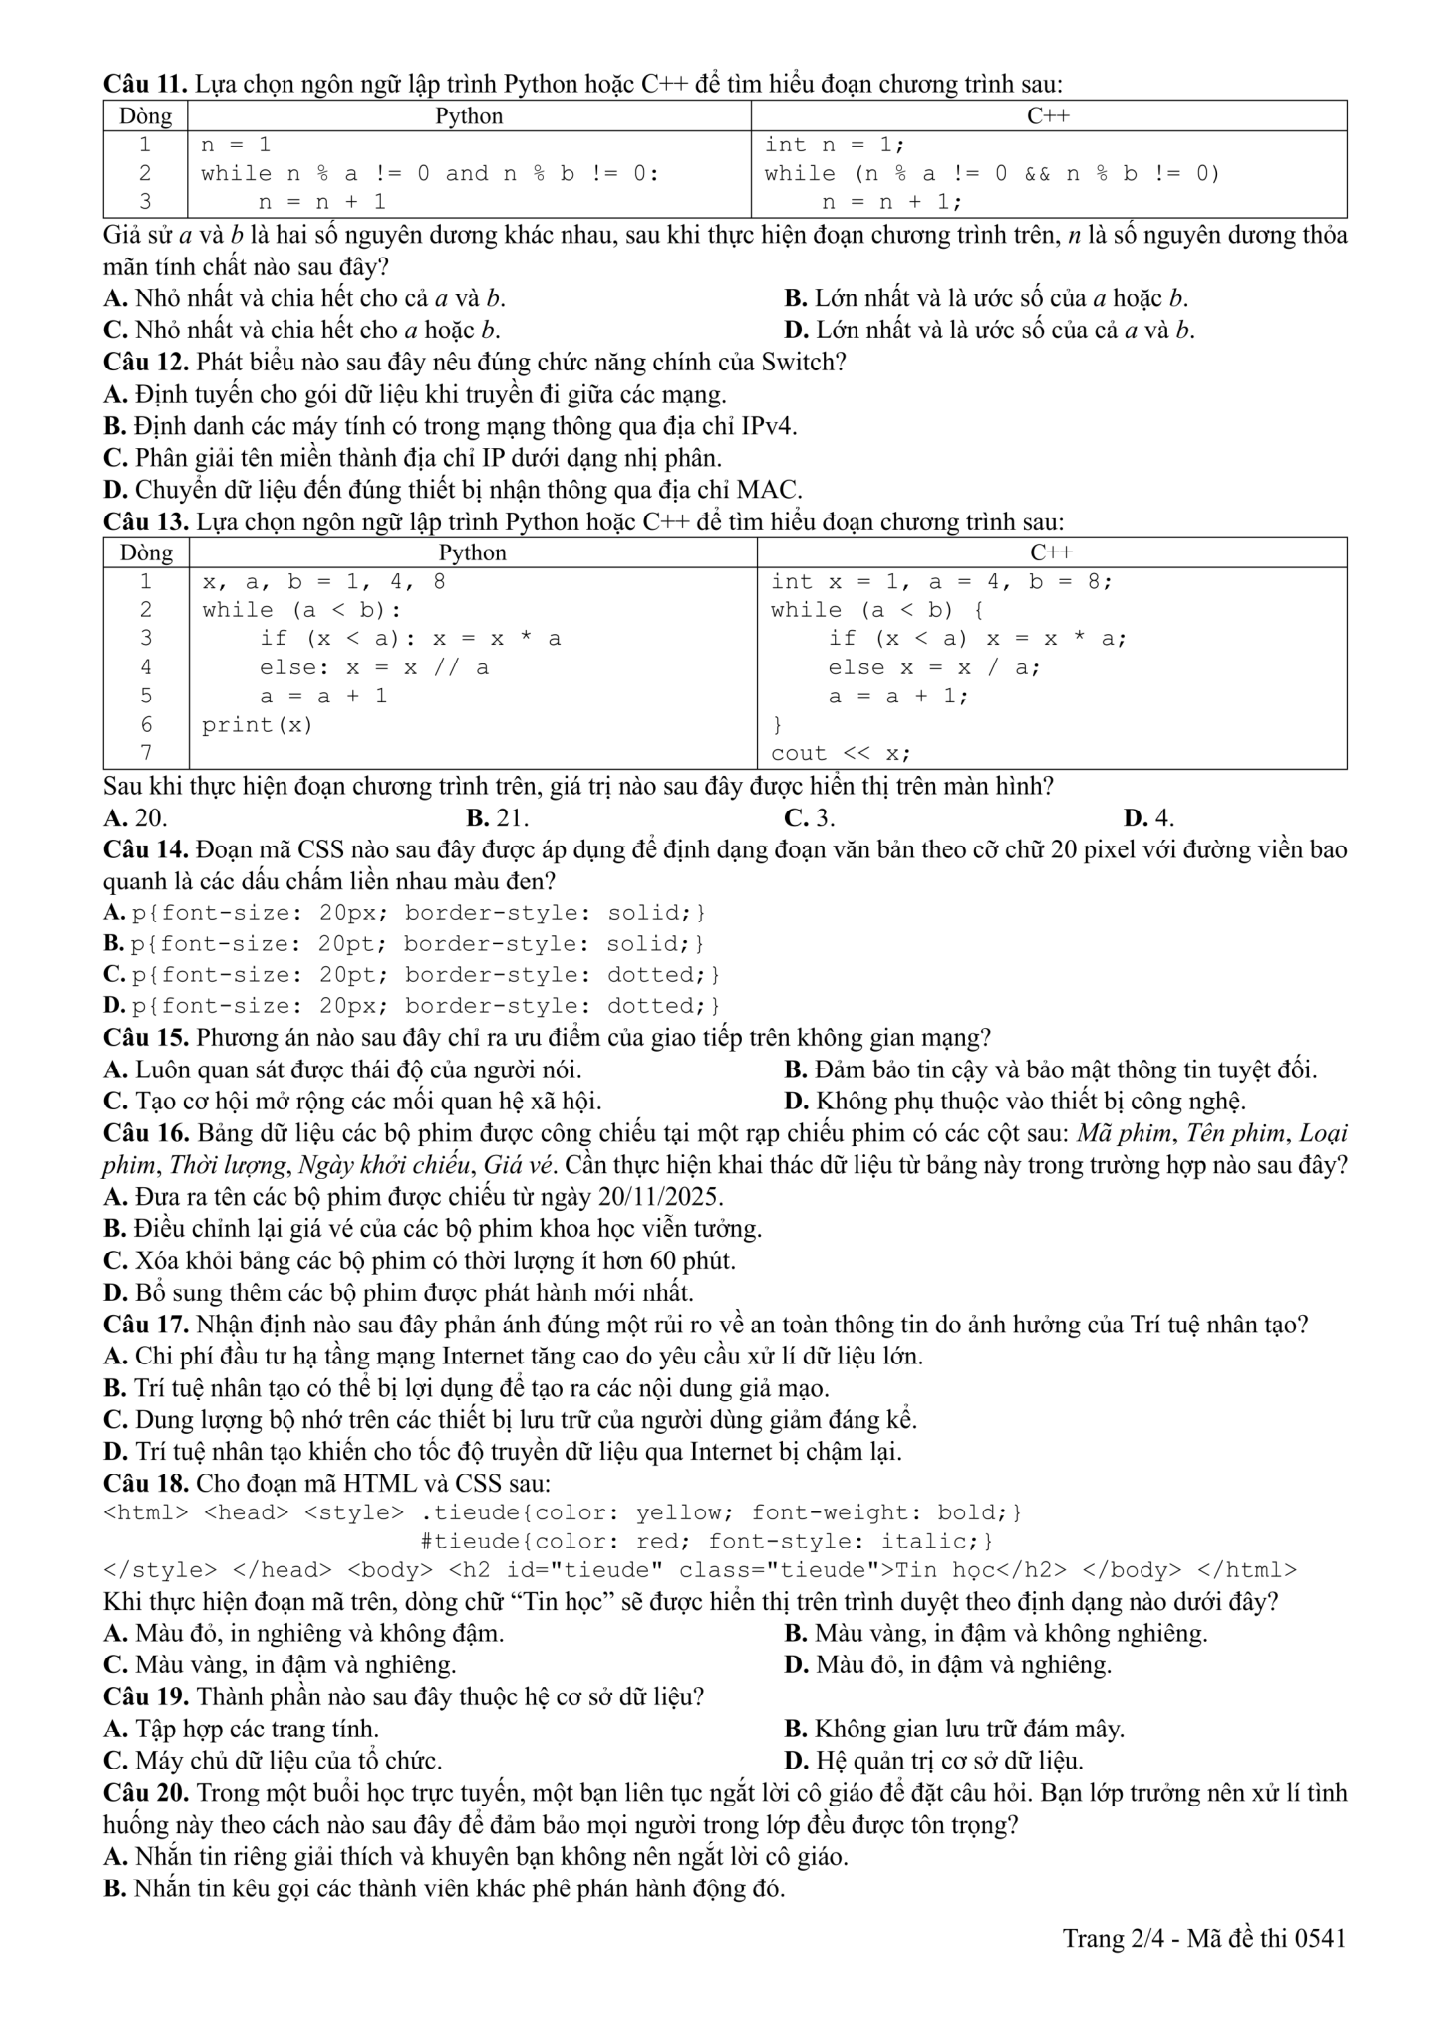 Câu 11. Lựa chọn ngôn ngữ lập trình Python hoặc C++ để tìm hiểu đoạn chương trình sau:
Dòng Python C++
1 n = 1 int n = 1;
2 while n % a != 0 and n % b != 0: while (n % a != 0 && n % b != 0)
3 n = n + 1 n = n + 1;
Giả sử a và b là hai số nguyên dương khác nhau, sau khi thực hiện đoạn chương trình trên, n là số nguyên dương thỏa
mãn tính chất nào sau đây?
A. Nhỏ nhất và chia hết cho cả a và b. B. Lớn nhất và là ước số của a hoặc b.
C. Nhỏ nhất và chia hết cho a hoặc b. D. Lớn nhất và là ước số của cả a và b.
Câu 12. Phát biểu nào sau đây nêu đúng chức năng chính của Switch?
A. Định tuyến cho gói dữ liệu khi truyền đi giữa các mạng.
B. Định danh các máy tính có trong mạng thông qua địa chỉ IPv4.
C. Phân giải tên miền thành địa chỉ IP dưới dạng nhị phân.
D. Chuyển dữ liệu đến đúng thiết bị nhận thông qua địa chỉ MAC.
Câu 13. Lựa chọn ngôn ngữ lập trình Python hoặc C++ để tìm hiểu đoạn chương trình sau:
Dòng Python C++
1 x, a, b = 1, 4, 8 int x = 1, a = 4, b = 8;
2 while (a < b): while (a < b) {
3 if (x < a): x = x * a if (x < a) x = x * a;
4 else: x = x // a else x = x / a;
5 a = a + 1 a = a + 1;
6 print(x) }
7 cout << x;
Sau khi thực hiện đoạn chương trình trên, giá trị nào sau đây được hiển thị trên màn hình?
A. 20. B. 21. C. 3. D. 4.
Câu 14. Đoạn mã CSS nào sau đây được áp dụng để định dạng đoạn văn bản theo cỡ chữ 20 pixel với đường viền bao
quanh là các dấu chấm liền nhau màu đen?
A. p{font-size: 20px; border-style: solid;}
B. p{font-size: 20pt; border-style: solid;}
C. p{font-size: 20pt; border-style: dotted;}
D. p{font-size: 20px; border-style: dotted;}
Câu 15. Phương án nào sau đây chỉ ra ưu điểm của giao tiếp trên không gian mạng?
A. Luôn quan sát được thái độ của người nói. B. Đảm bảo tin cậy và bảo mật thông tin tuyệt đối.
C. Tạo cơ hội mở rộng các mối quan hệ xã hội. D. Không phụ thuộc vào thiết bị công nghệ.
Câu 16. Bảng dữ liệu các bộ phim được công chiếu tại một rạp chiếu phim có các cột sau: Mã phim, Tên phim, Loại
phim, Thời lượng, Ngày khởi chiếu, Giá vé. Cần thực hiện khai thác dữ liệu từ bảng này trong trường hợp nào sau đây?
A. Đưa ra tên các bộ phim được chiếu từ ngày 20/11/2025.
B. Điều chỉnh lại giá vé của các bộ phim khoa học viễn tưởng.
C. Xóa khỏi bảng các bộ phim có thời lượng ít hơn 60 phút.
D. Bổ sung thêm các bộ phim được phát hành mới nhất.
Câu 17. Nhận định nào sau đây phản ánh đúng một rủi ro về an toàn thông tin do ảnh hưởng của Trí tuệ nhân tạo?
A. Chi phí đầu tư hạ tầng mạng Internet tăng cao do yêu cầu xử lí dữ liệu lớn.
B. Trí tuệ nhân tạo có thể bị lợi dụng để tạo ra các nội dung giả mạo.
C. Dung lượng bộ nhớ trên các thiết bị lưu trữ của người dùng giảm đáng kể.
D. Trí tuệ nhân tạo khiến cho tốc độ truyền dữ liệu qua Internet bị chậm lại.
Câu 18. Cho đoạn mã HTML và CSS sau:
<html> <head> <style> .tieude{color: yellow; font-weight: bold;}
#tieude{color: red; font-style: italic;}
</style> </head> <body> <h2 id="tieude" class="tieude">Tin học</h2> </body> </html>
Khi thực hiện đoạn mã trên, dòng chữ “Tin học” sẽ được hiển thị trên trình duyệt theo định dạng nào dưới đây?
A. Màu đỏ, in nghiêng và không đậm. B. Màu vàng, in đậm và không nghiêng.
C. Màu vàng, in đậm và nghiêng. D. Màu đỏ, in đậm và nghiêng.
Câu 19. Thành phần nào sau đây thuộc hệ cơ sở dữ liệu?
A. Tập hợp các trang tính. B. Không gian lưu trữ đám mây.
C. Máy chủ dữ liệu của tổ chức. D. Hệ quản trị cơ sở dữ liệu.
Câu 20. Trong một buổi học trực tuyến, một bạn liên tục ngắt lời cô giáo để đặt câu hỏi. Bạn lớp trưởng nên xử lí tình
huống này theo cách nào sau đây để đảm bảo mọi người trong lớp đều được tôn trọng?
A. Nhắn tin riêng giải thích và khuyên bạn không nên ngắt lời cô giáo.
B. Nhắn tin kêu gọi các thành viên khác phê phán hành động đó.
Trang 2/4 - Mã đề thi 0541